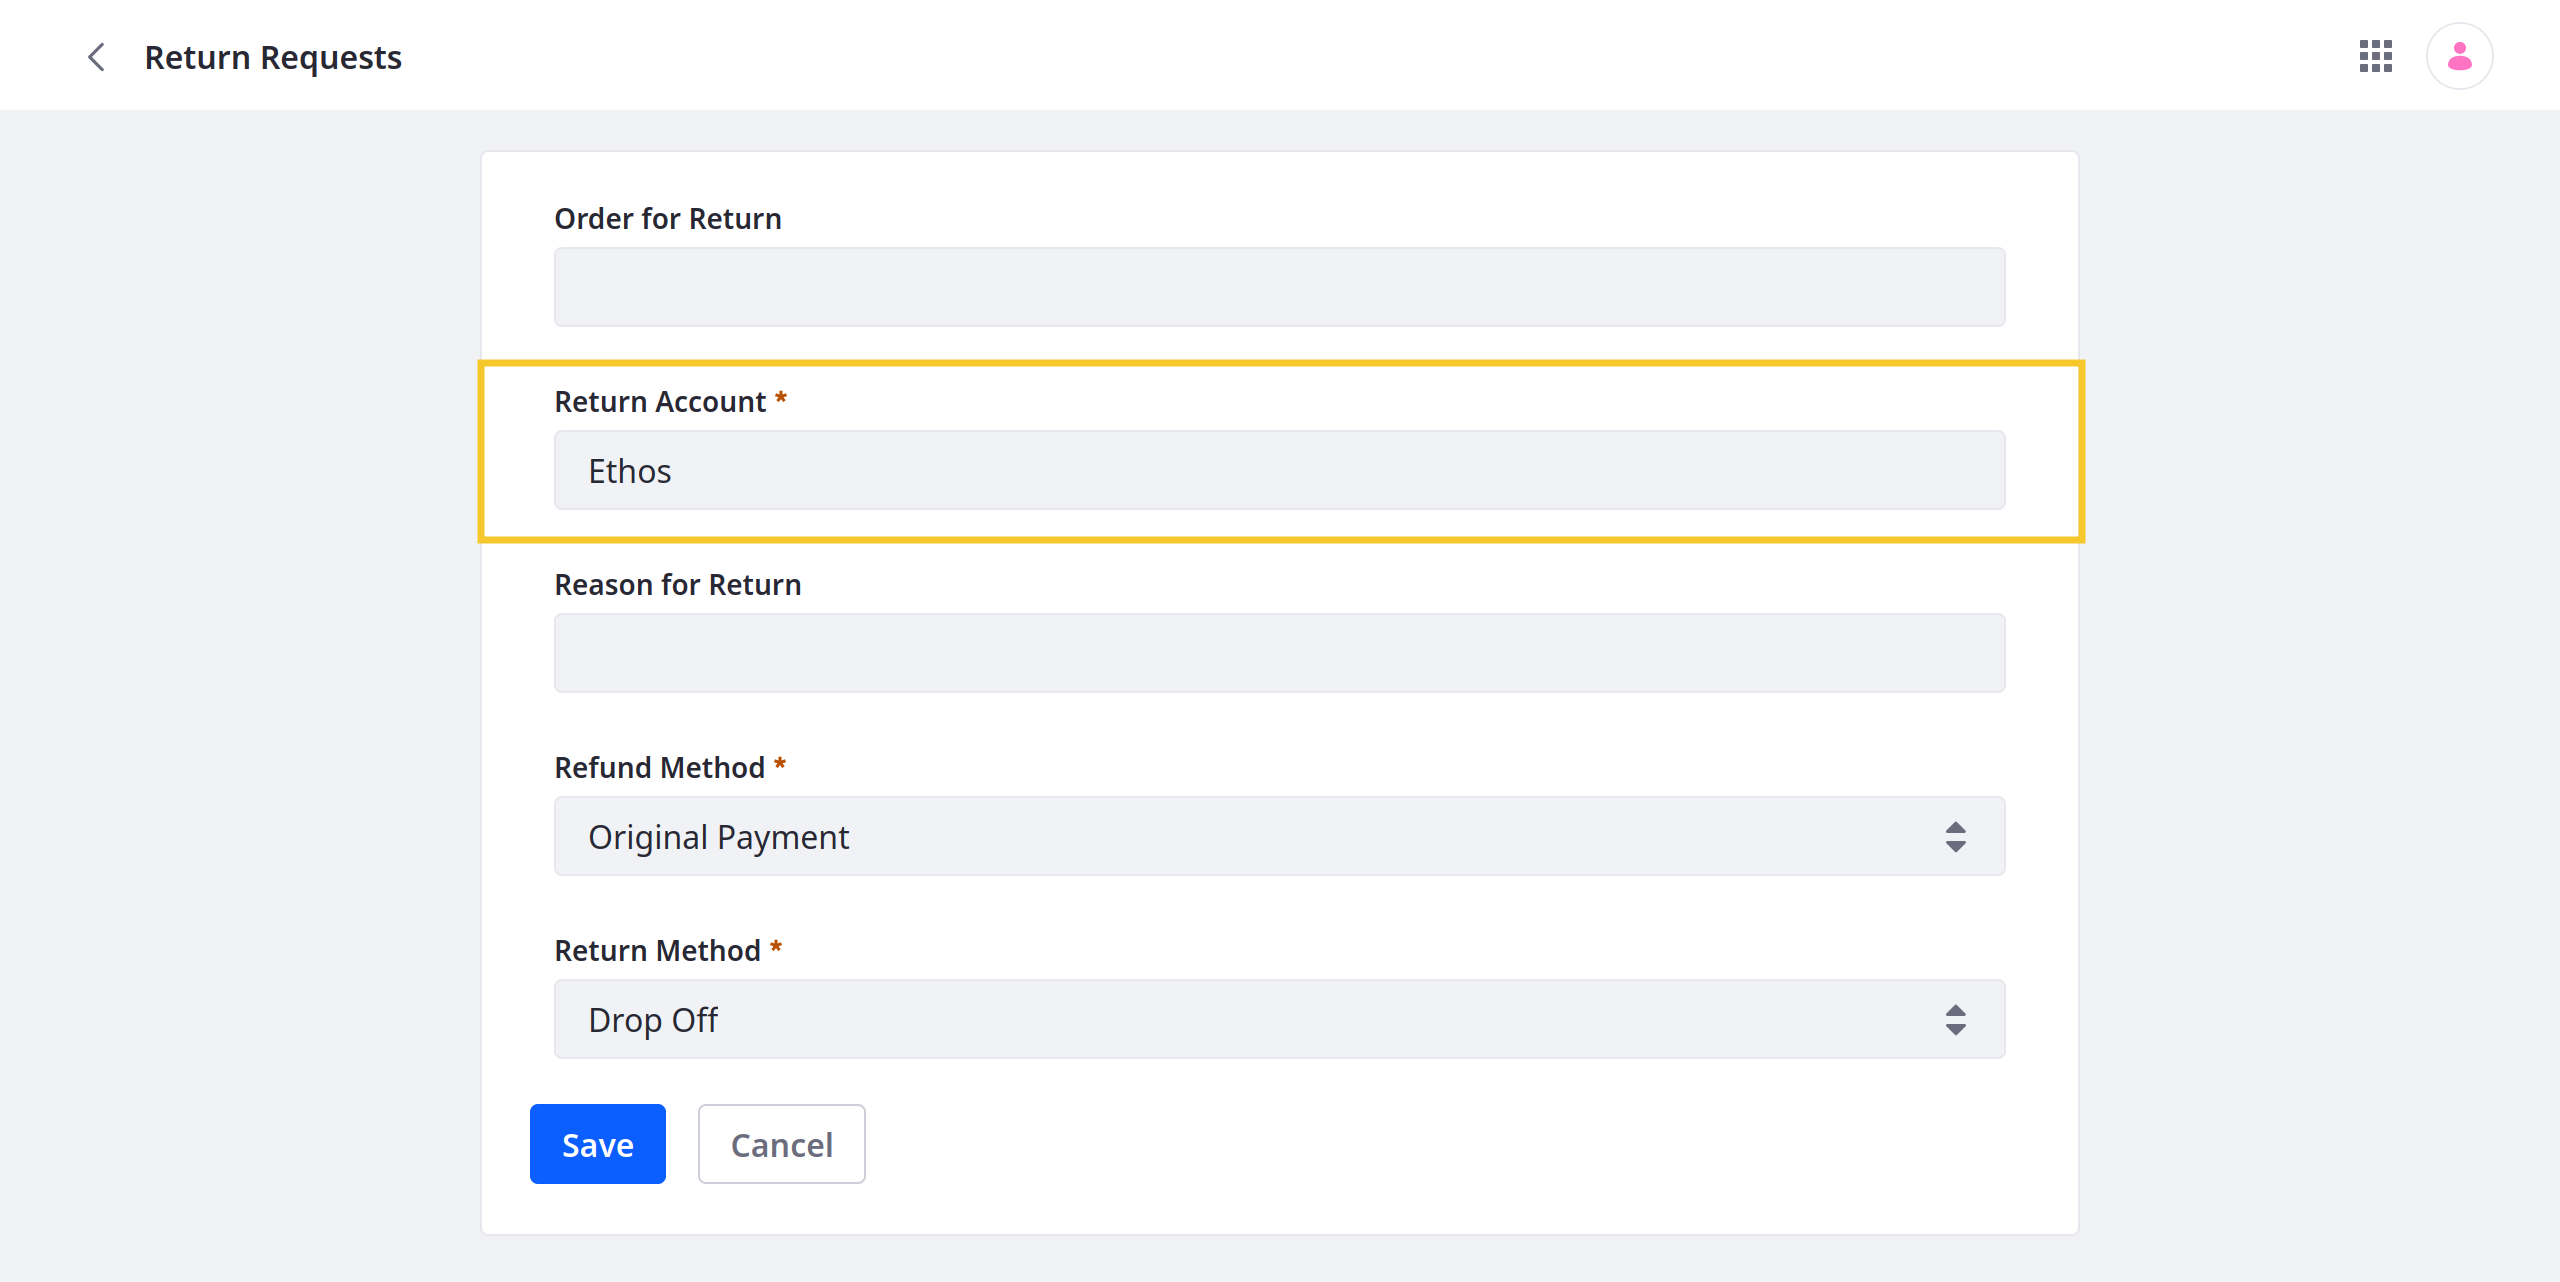 Return Requests
Order for Return
Return Account *
Ethos
Reason for Return
Refund Method *
Original Payment
Return Method *
Drop Off
Save Cancel